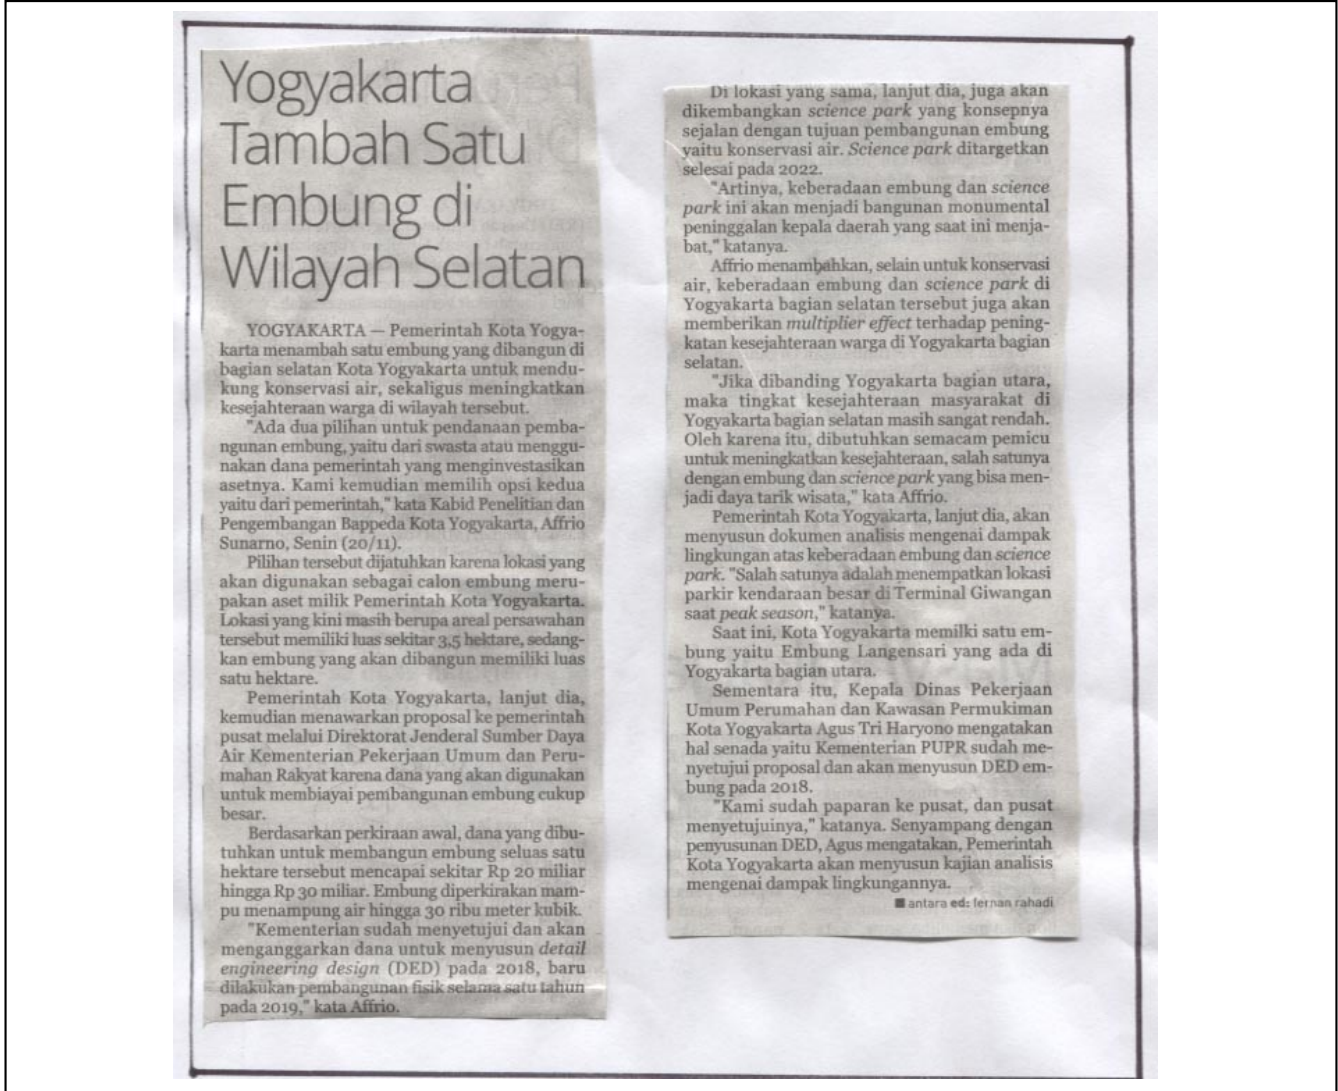 Yogyakarta
Tambah Satu
Embung di
Wilayah Selatan
YOGYAKARTA — Pemerintah Kota Yogya-
karta menambah satu embung yang dibangun di
bagian selatan Kota Yogyakarta untuk mendu-
kung konservasi air, sekaligus meningkatkan
kesejahteraan warga di wilayah tersebut.
"Ada dua pilihan untuk pendanaan pemba-
ngunan embung, yaitu dari swasta atau menggu-
nakan dana pemerintah yang menginvestasikan
asetnya. Kami kemudian memilih opsi kedua
yaitu dari pemerintah," kata Kabid Penelitian dan
Pengembangan Bappeda Kota Yogyakarta, Affrio
Sunarno, Senin (20/11).
Pilihan tersebut dijatuhkan karena lokasi yang
akan digunakan sebagai calon embung meru-
pakan aset milik Pemerintah Kota Yogyakarta.
Lokasi yang kini masih berupa areal persawahan
tersebut memiliki luas sekitar 3,5 hektare, sedang-
kan embung yang akan dibangun memiliki luas
satu hektare.
Pemerintah Kota Yogyakarta, lanjut dia,
kemudian menawarkan proposal ke pemerintah
pusat melalui Direktorat Jenderal Sumber Daya
Air Kementerian Pekerjaan Umum dan Peru-
mahan Rakyat karena dana yang akan digunakan
untuk membiayai pembangunan embung cukup
besar.
Berdasarkan perkiraan awal, dana yang dibu-
tuhkan untuk membangun embung seluas satu
hektare tersebut mencapai sekitar Rp 20 miliar
hingga Rp 30 miliar. Embung diperkirakan mam-
pu menampung air hingga 30 ribu meter kubik.
"Kementerian sudah menyetujui dan akan
menganggarkan dana untuk menyusun detail
engineering design (DED) pada 2018, baru
dilakukan pembangunan fisik selama satu tahun
pada 2019," kata Affrio.
Di lokasi yang sama, lanjut dia, juga akan
dikembangkan science park yang konsepnya
sejalan dengan tujuan pembangunan embung
yaitu konservasi air. Science park ditargetkan
selesai pada 2022.
"Artinya, keberadaan embung dan science
park ini akan menjadi bangunan monumental
peninggalan kepala daerah yang saat ini menja-
bat," katanya.
Affrio menambahkan, selain untuk konservasi
air, keberadaan embung dan science park di
Yogyakarta bagian selatan tersebut juga akan
memberikan multiplier effect terhadap pening-
katan kesejahteraan warga di Yogyakarta bagian
selatan.
"Jika dibanding Yogyakarta bagian utara,
maka tingkat kesejahteraan masyarakat di
Yogyakarta bagian selatan masih sangat rendah.
Oleh karena itu, dibutuhkan semacam pemicu
untuk meningkatkan kesejahteraan, salah satunya
dengan embung dan science park yang bisa men-
jadi daya tarik wisata," kata Affrio.
Pemerintah Kota Yogyakarta, lanjut dia, akan
menyusun dokumen analisis mengenai dampak
lingkungan atas keberadaan embung dan science
park. "Salah satunya adalah menempatkan lokasi
parkir kendaraan besar di Terminal Giwangan
saat peak season," katanya.
Saat ini, Kota Yogyakarta memilki satu em-
bung yaitu Embung Langensari yang ada di
Yogyakarta bagian utara.
Sementara itu, Kepala Dinas Pekerjaan
Umum Perumahan dan Kawasan Permukiman
Kota Yogyakarta Agus Tri Haryono mengatakan
hal senada yaitu Kementerian PUPR sudah me-
nyetujui proposal dan akan menyusun DED em-
bung pada 2018.
"Kami sudah paparan ke pusat, dan pusat
menyetujuinya," katanya. Senyampang dengan
penyusunan DED, Agus mengatakan, Pemerintah
Kota Yogyakarta akan menyusun kajian analisis
mengenai dampak lingkungannya.
■ antara ed: fernan rahadi